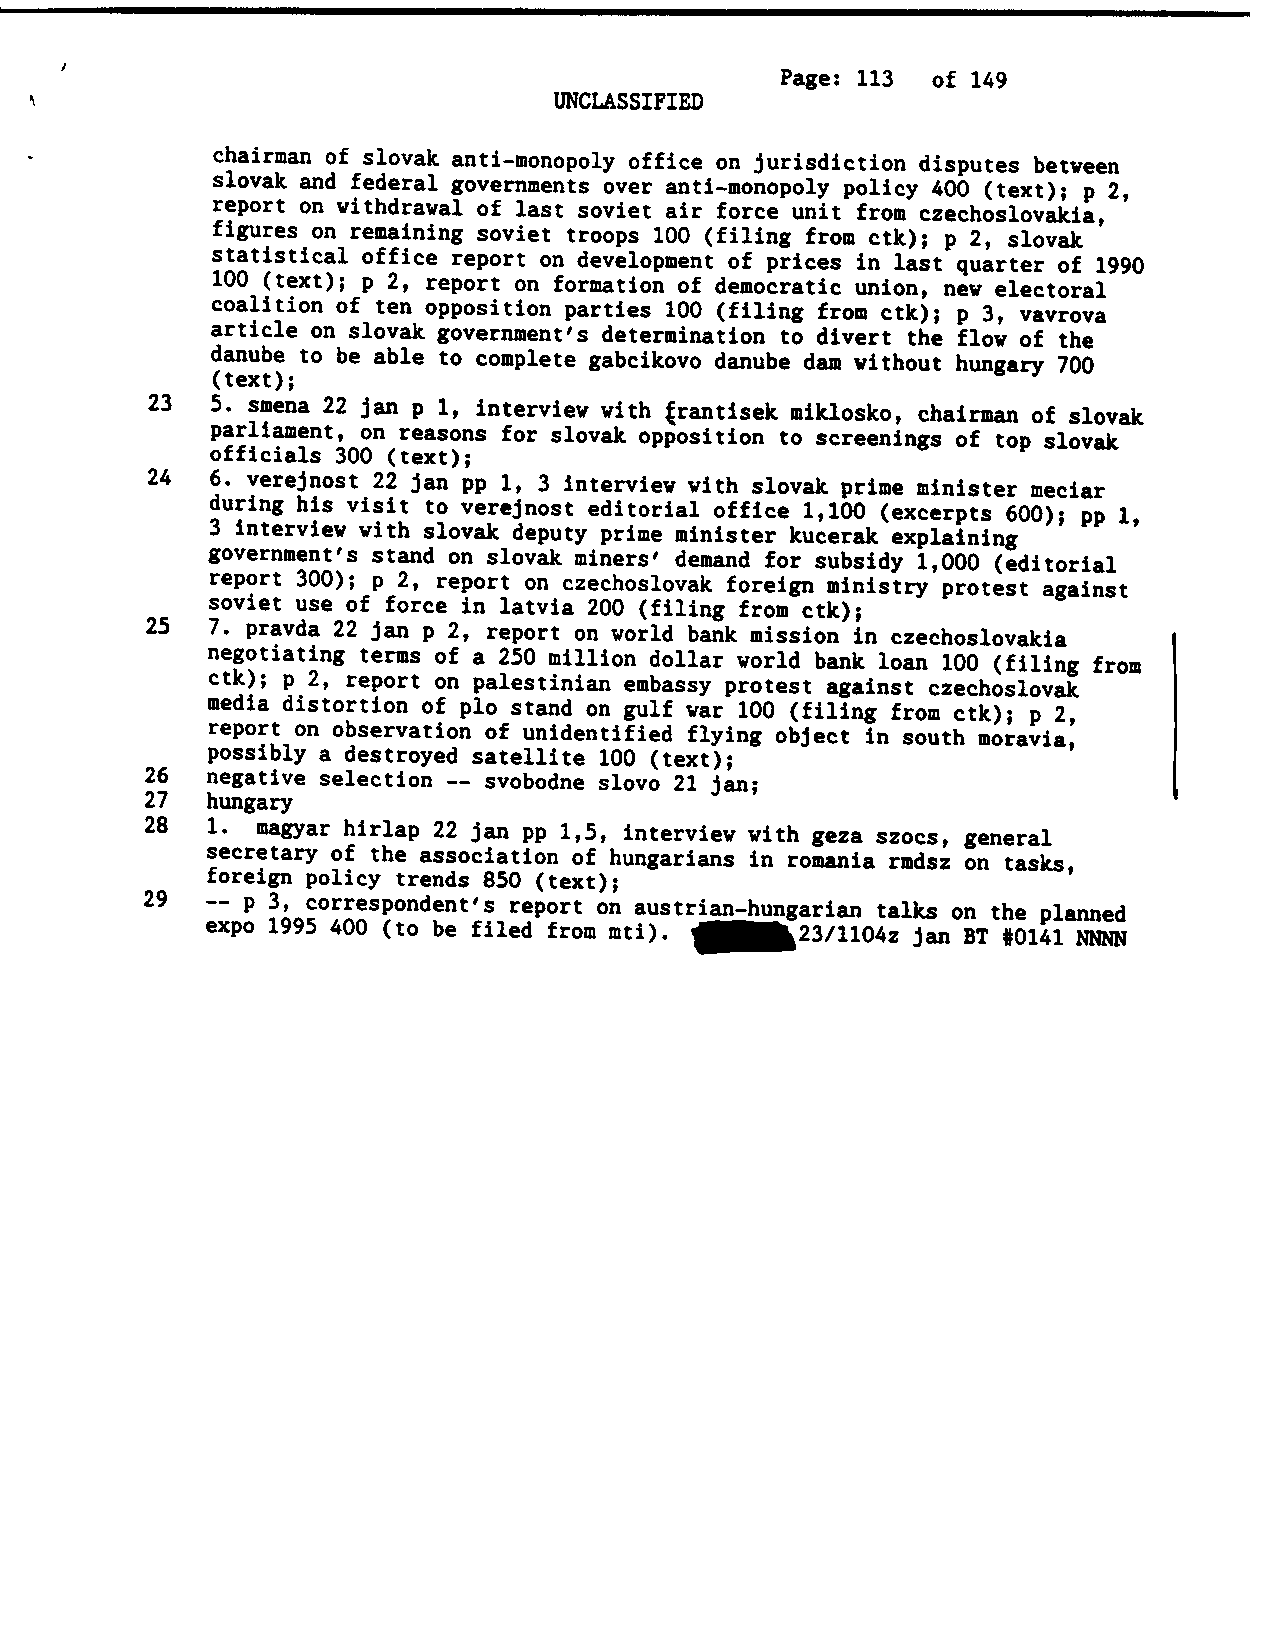 Page: 113 of 149
UNCLASSIFIED
chairman of slovak anti-monopoly office on jurisdiction disputes between
slovak and federal governments over anti-monopoly policy 400 (text); p 2,
report on withdrawal of last soviet air force unit from czechoslovakia,
figures on remaining soviet troops 100 (filing from ctk); p 2, slovak
statistical office report on development of prices in last quarter of 1990
100 (text); p 2, report on formation of democratic union, new electoral
coalition of ten opposition parties 100 (filing from ctk); p 3, vavrova
article on slovak government's determination to divert the flow of the
danube to be able to complete gabcikovo danube dam without hungary 700
(text);
23 5. smena 22 jan p 1, interview with frantisek miklosko, chairman of slovak
parliament, on reasons for slovak opposition to screenings of top slovak
officials 300 (text);
24 6. verejnost 22 jan pp 1, 3 interview with slovak prime minister meciar
during his visit to verejnost editorial office 1,100 (excerpts 600); pp 1,
3 interview with slovak deputy prime minister kucerak explaining
government's stand on slovak miners' demand for subsidy 1,000 (editorial
report 300); p 2, report on czechoslovak foreign ministry protest against
soviet use of force in latvia 200 (filing from ctk);
25 7. pravda 22 jan p 2, report on world bank mission in czechoslovakia
negotiating terms of a 250 million dollar world bank loan 100 (filing from
ctk); p 2, report on palestinian embassy protest against czechoslovak
media distortion of plo stand on gulf war 100 (filing from ctk); p 2,
report on observation of unidentified flying object in south moravia,
possibly a destroyed satellite 100 (text);
26 negative selection -- svobodne slovo 21 jan;
27 hungary
28 1. magyar hirlap 22 jan pp 1,5, interview with geza szocs, general
secretary of the association of hungarians in romania rmdsz on tasks,
foreign policy trends 850 (text);
29 -- p 3, correspondent's report on austrian-hungarian talks on the planned
expo 1995 400 (to be filed from mti). 23/1104z jan BT #0141 NNNN